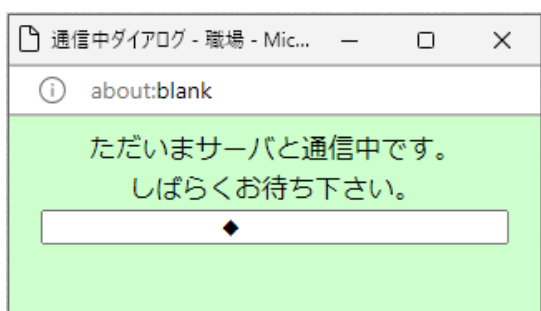 通信中ダイアログ - 職場 - Mic...
about:blank
ただいまサーバと通信中です。
しばらくお待ち下さい。
◆